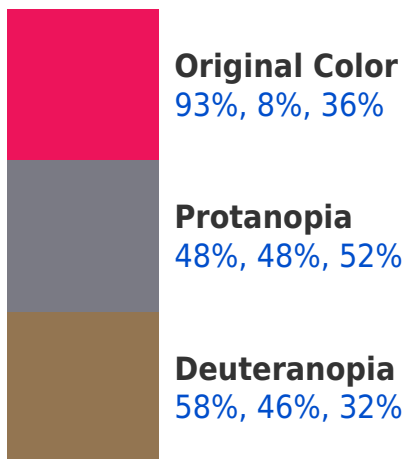 Original Color
93%, 8%, 36%
Protanopia
48%, 48%, 52%
Deuteranopia
58%, 46%, 32%